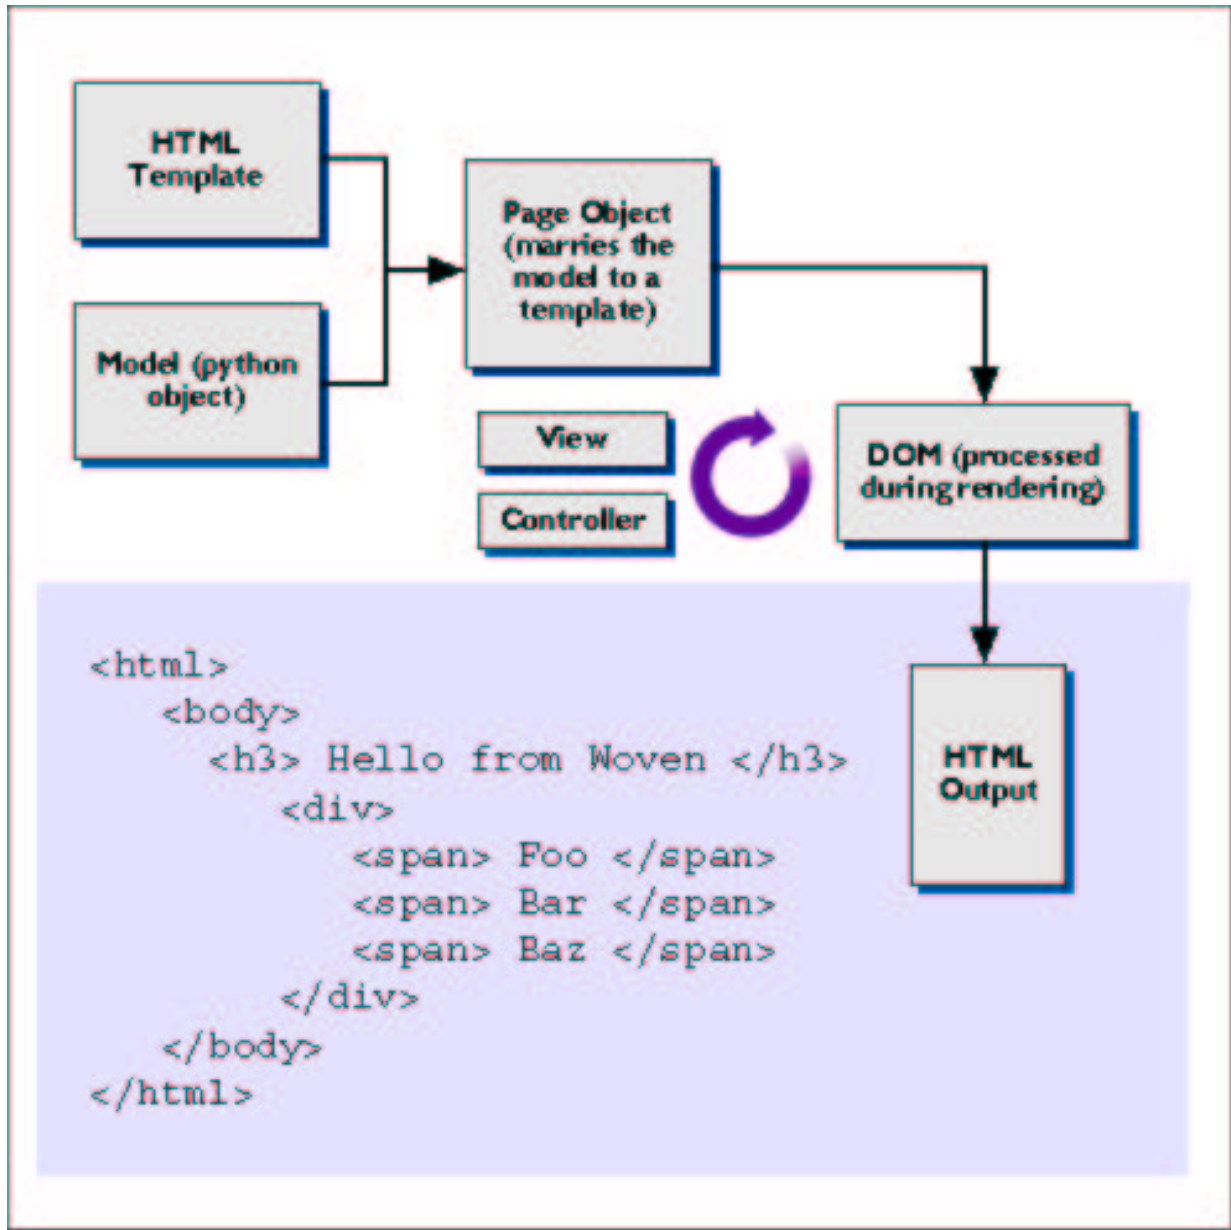 HTML
Template
Model (python
object)
Page Object
(marries the
model to a
template)
View
Controller
DOM (processed
during rendering)
HTML
Output
<html>
<body>
<h3> Hello from Woven </h3>
<div>
<span> Foo </span>
<span> Bar </span>
<span> Baz </span>
</div>
</body>
</html>